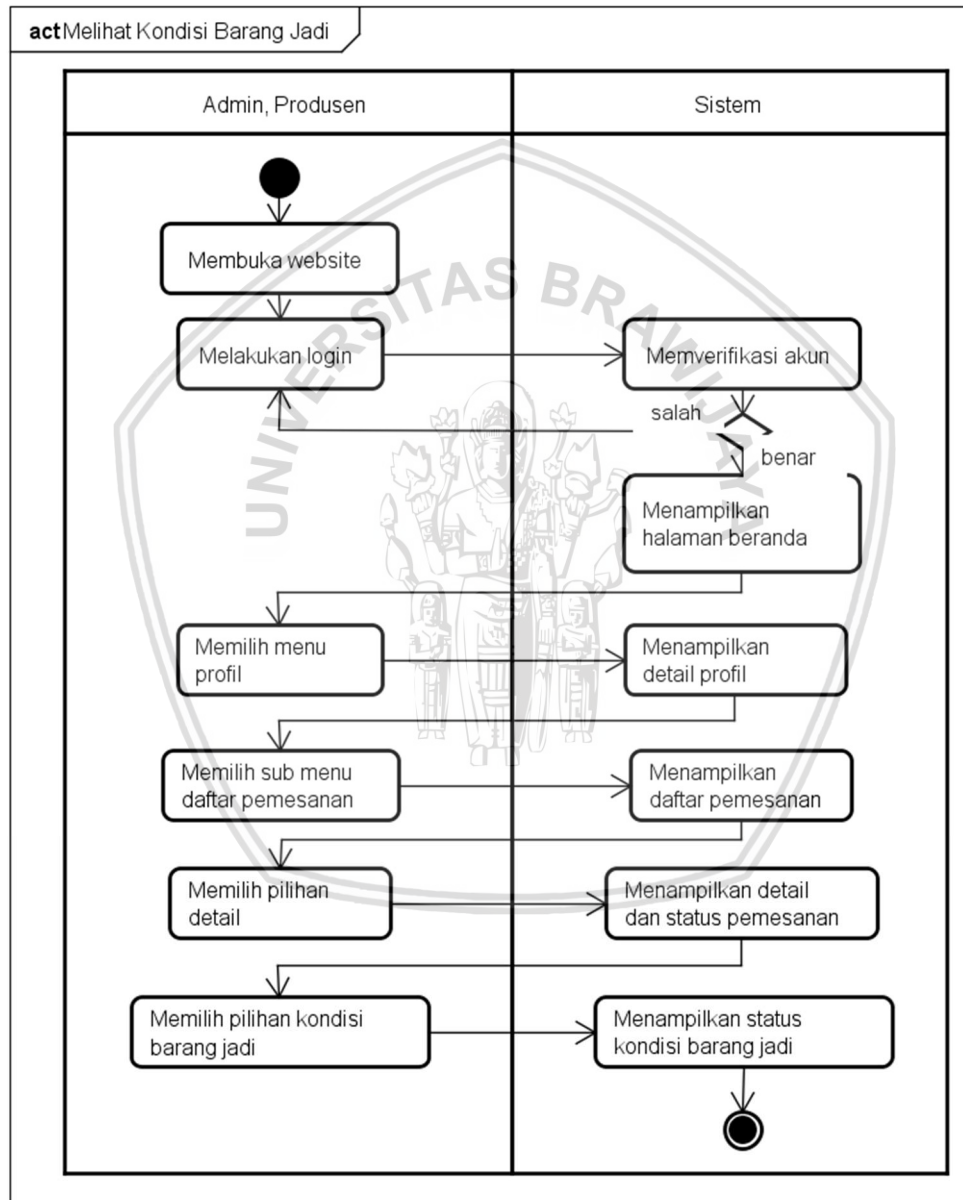 act Melihat Kondisi Barang Jadi
Admin, Produsen
Sistem
Membuka website
UNIVERSITAS BRAWIJAYA
Melakukan login
Memverifikasi akun
salah
benar
Menampilkan
halaman beranda
Memilih menu
profil
Menampilkan
detail profil
Memilih sub menu
daftar pemesanan
Menampilkan
daftar pemesanan
Memilih pilihan
detail
Menampilkan detail
dan status pemesanan
Memilih pilihan kondisi
barang jadi
Menampilkan status
kondisi barang jadi